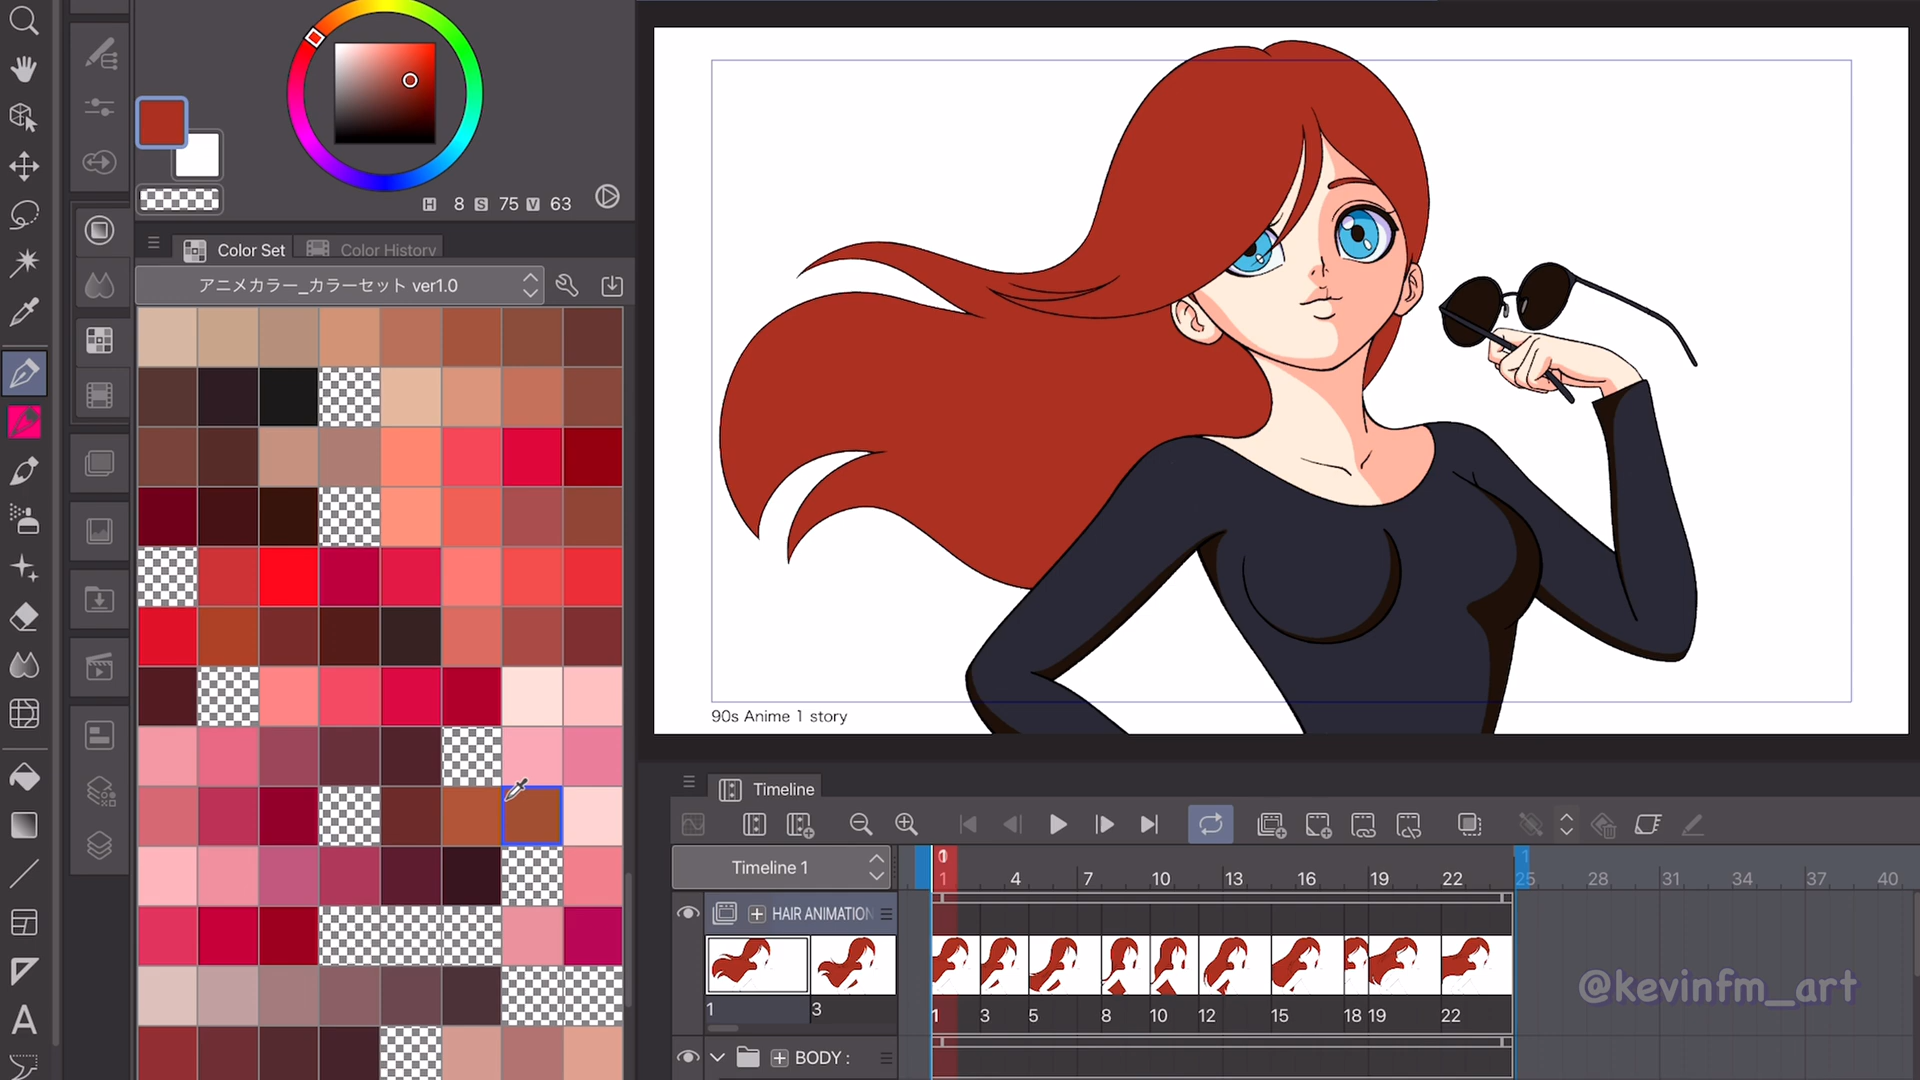 H 8 S 75 V 63
Color Set Color History
アニメカラー_カラーセット ver1.0
90s Anime 1 story
Timeline
Timeline 1
0 1
1 4 7 10 13 16 19 22 25 28 31 34 37 40
HAIR ANIMATION
1 3
1 3 5 8 10 12 15 18 19 22
BODY :
@kevinfm_art
A